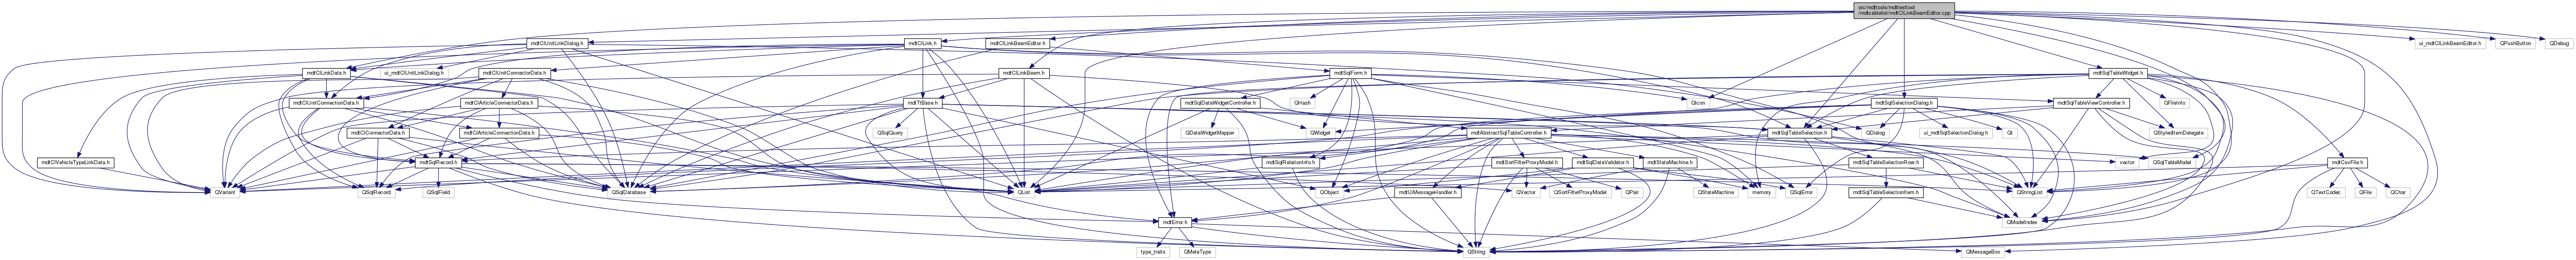 src/mdttools/mdttesttool
/mdtcablelist/mdtClLinkBeamEditor.cpp
mdtClUnitLinkDialog.h
mdtClLink.h
mdtClLinkBeamEditor.h
ui_mdtClLinkBeamEditor.h
QPushButton
QDebug
mdtClLinkData.h
ui_mdtClUnitLinkDialog.h
mdtClUnitConnectorData.h
mdtClLinkBeam.h
mdtSqlForm.h
mdtSqlTableWidget.h
mdtClUnitConnectionData.h
mdtClArticleConnectorData.h
mdtTtBase.h
mdtSqlDataWidgetController.h
QHash
QIcon
mdtSqlSelectionDialog.h
mdtSqlTableViewController.h
QFileInfo
mdtClConnectorData.h
mdtClArticleConnectionData.h
QSqlQuery
QDataWidgetMapper
QWidget
mdtAbstractSqlTableController.h
QDialog
mdtSqlTableSelection.h
ui_mdtSqlSelectionDialog.h
Qt
QStyledItemDelegate
mdtClVehicleTypeLinkData.h
mdtSqlRecord.h
mdtSqlRelationInfo.h
mdtSortFilterProxyModel.h
mdtSqlDataValidator.h
mdtStateMachine.h
mdtSqlTableSelectionRow.h
vector
QSqlTableModel
mdtCsvFile.h
QVariant
QSqlRecord
QSqlField
QSqlDatabase
QList
QObject
mdtUiMessageHandler.h
QVector
QSortFilterProxyModel
QPair
QStateMachine
memory
QSqlError
mdtSqlTableSelectionItem.h
QStringList
QTextCodec
QFile
QChar
mdtError.h
QModelIndex
type_traits
QMetaType
QString
QMessageBox